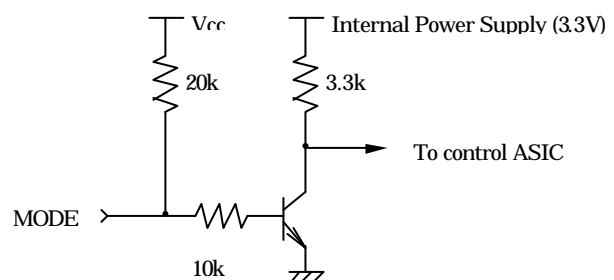 Vcc
Internal Power Supply (3.3V)
20k
3.3k
To control ASIC
MODE
10k